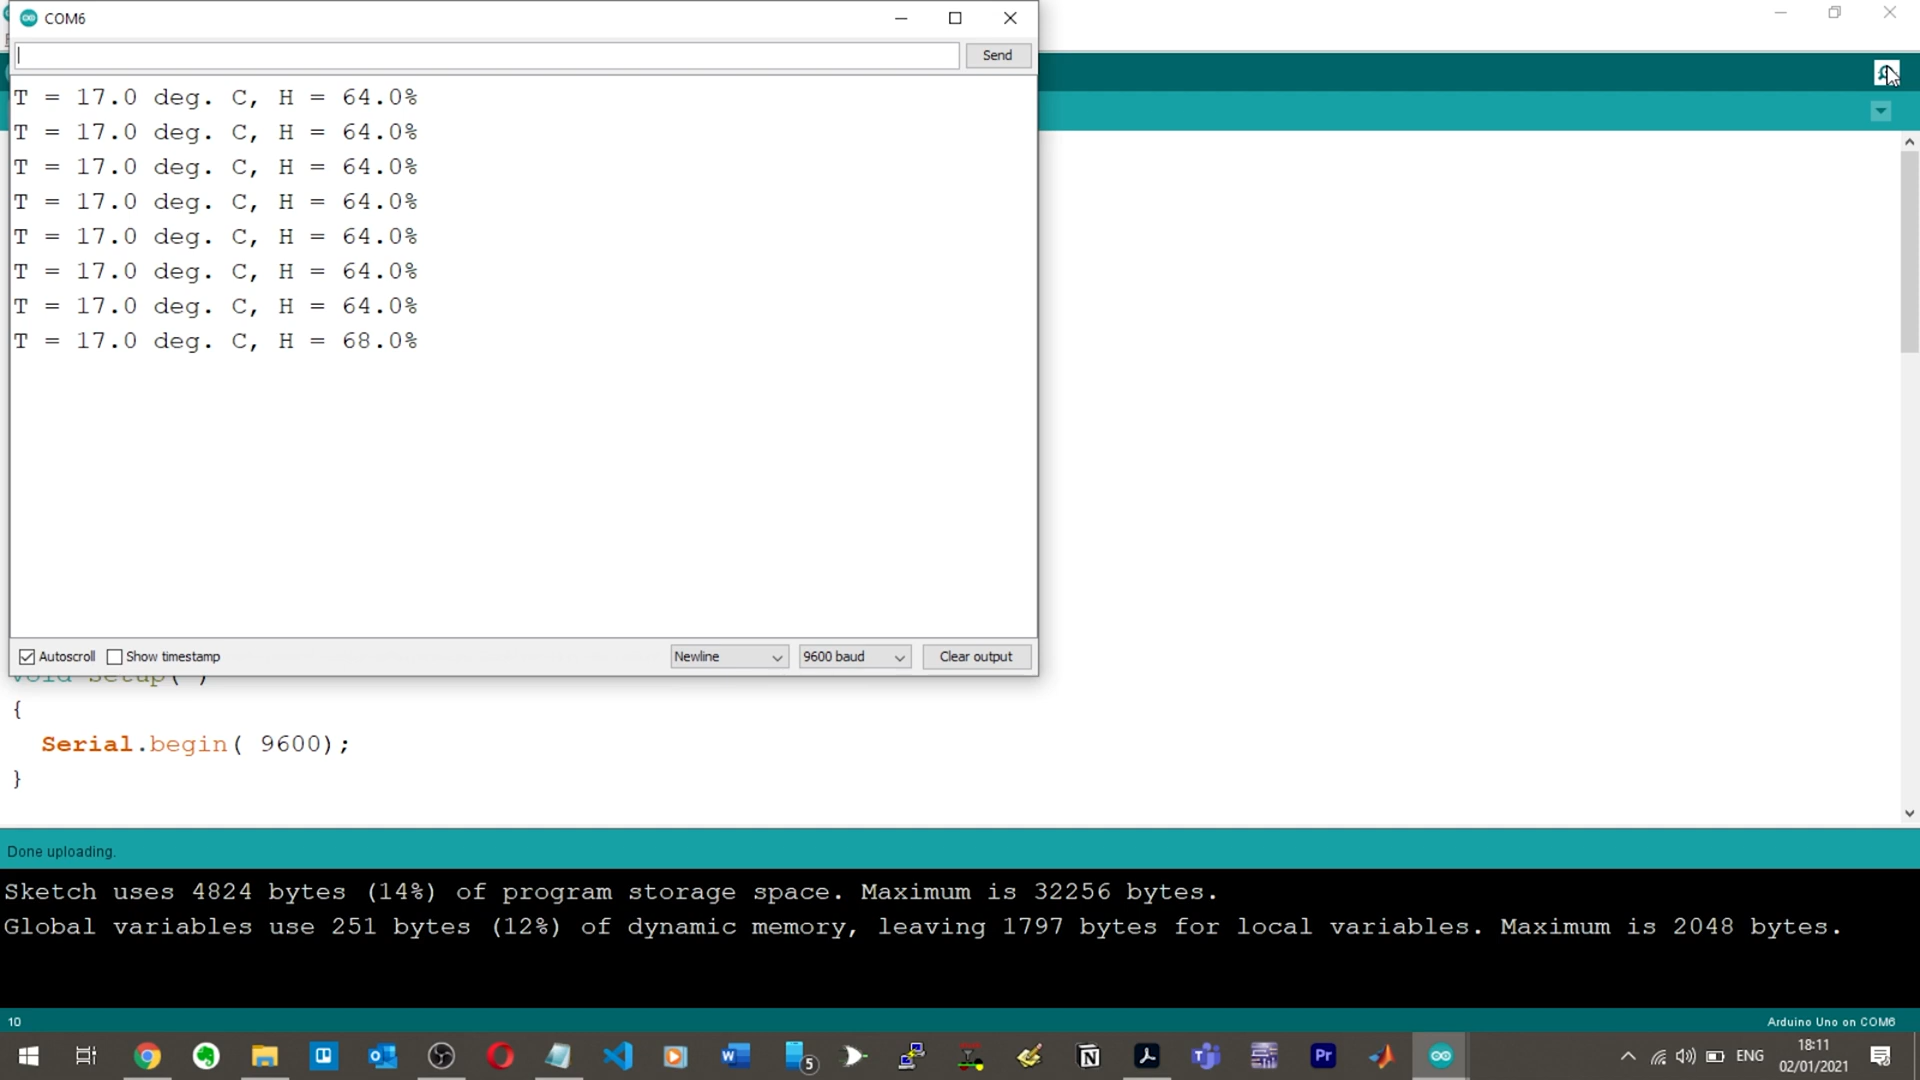 COM6
Send
T = 17.0 deg. C, H = 64.0%
T = 17.0 deg. C, H = 64.0%
T = 17.0 deg. C, H = 64.0%
T = 17.0 deg. C, H = 64.0%
T = 17.0 deg. C, H = 64.0%
T = 17.0 deg. C, H = 64.0%
T = 17.0 deg. C, H = 64.0%
T = 17.0 deg. C, H = 68.0%
Autoscroll Show timestamp Newline 9600 baud Clear output
void setup( )
{
Serial.begin( 9600);
}
Done uploading.
Sketch uses 4824 bytes (14%) of program storage space. Maximum is 32256 bytes.
Global variables use 251 bytes (12%) of dynamic memory, leaving 1797 bytes for local variables. Maximum is 2048 bytes.
10 Arduino Uno on COM6
5 Pr ENG 18:11
02/01/2021